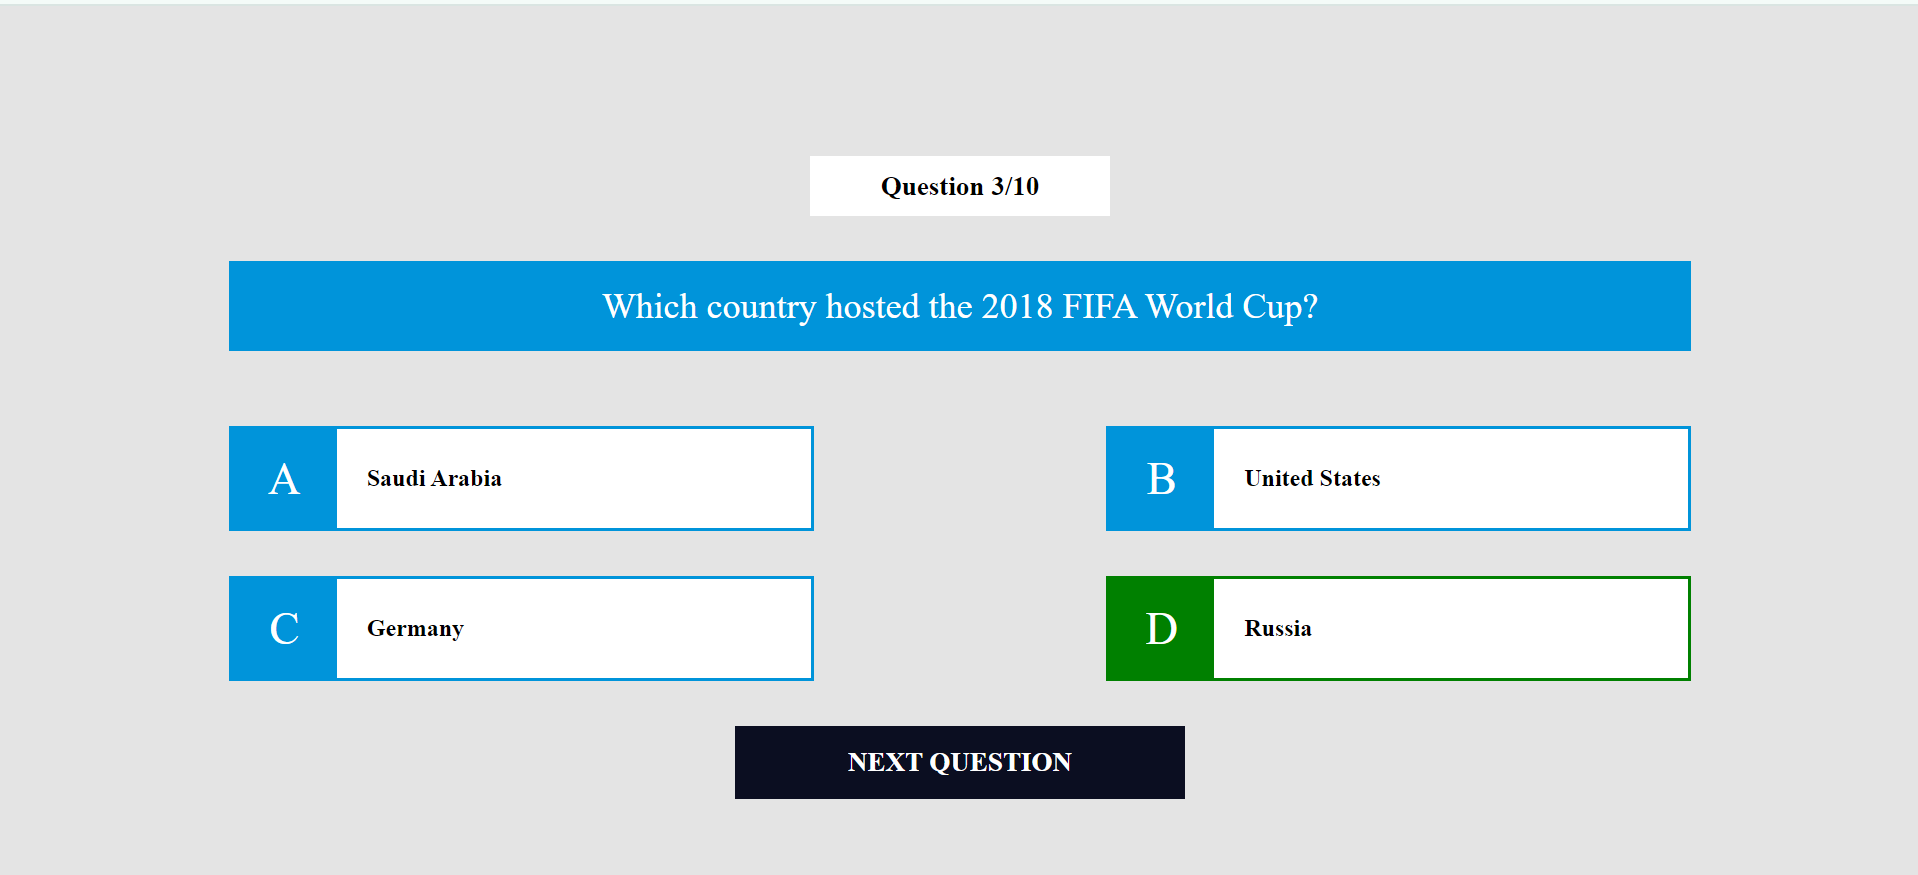 Question 3/10
Which country hosted the 2018 FIFA World Cup?
A
Saudi Arabia
B
United States
C
Germany
D
Russia
NEXT QUESTION